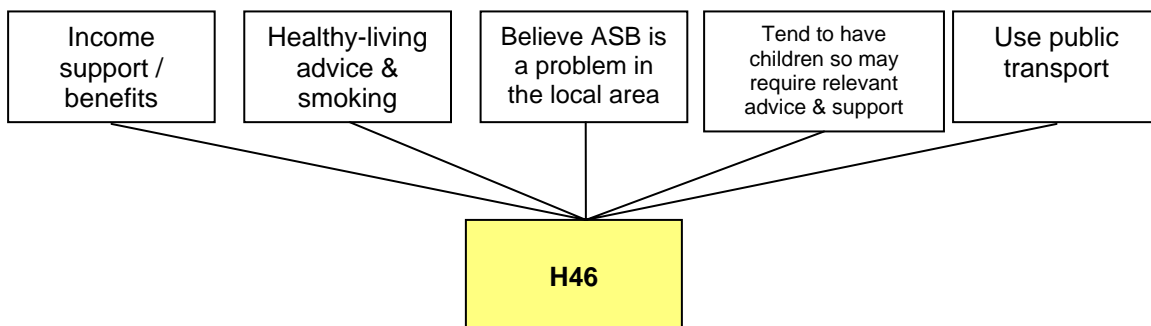 Income
support /
benefits
Healthy-living
advice &
smoking
Believe ASB is
a problem in
the local area
Tend to have
children so may
require relevant
advice & support
Use public
transport
H46